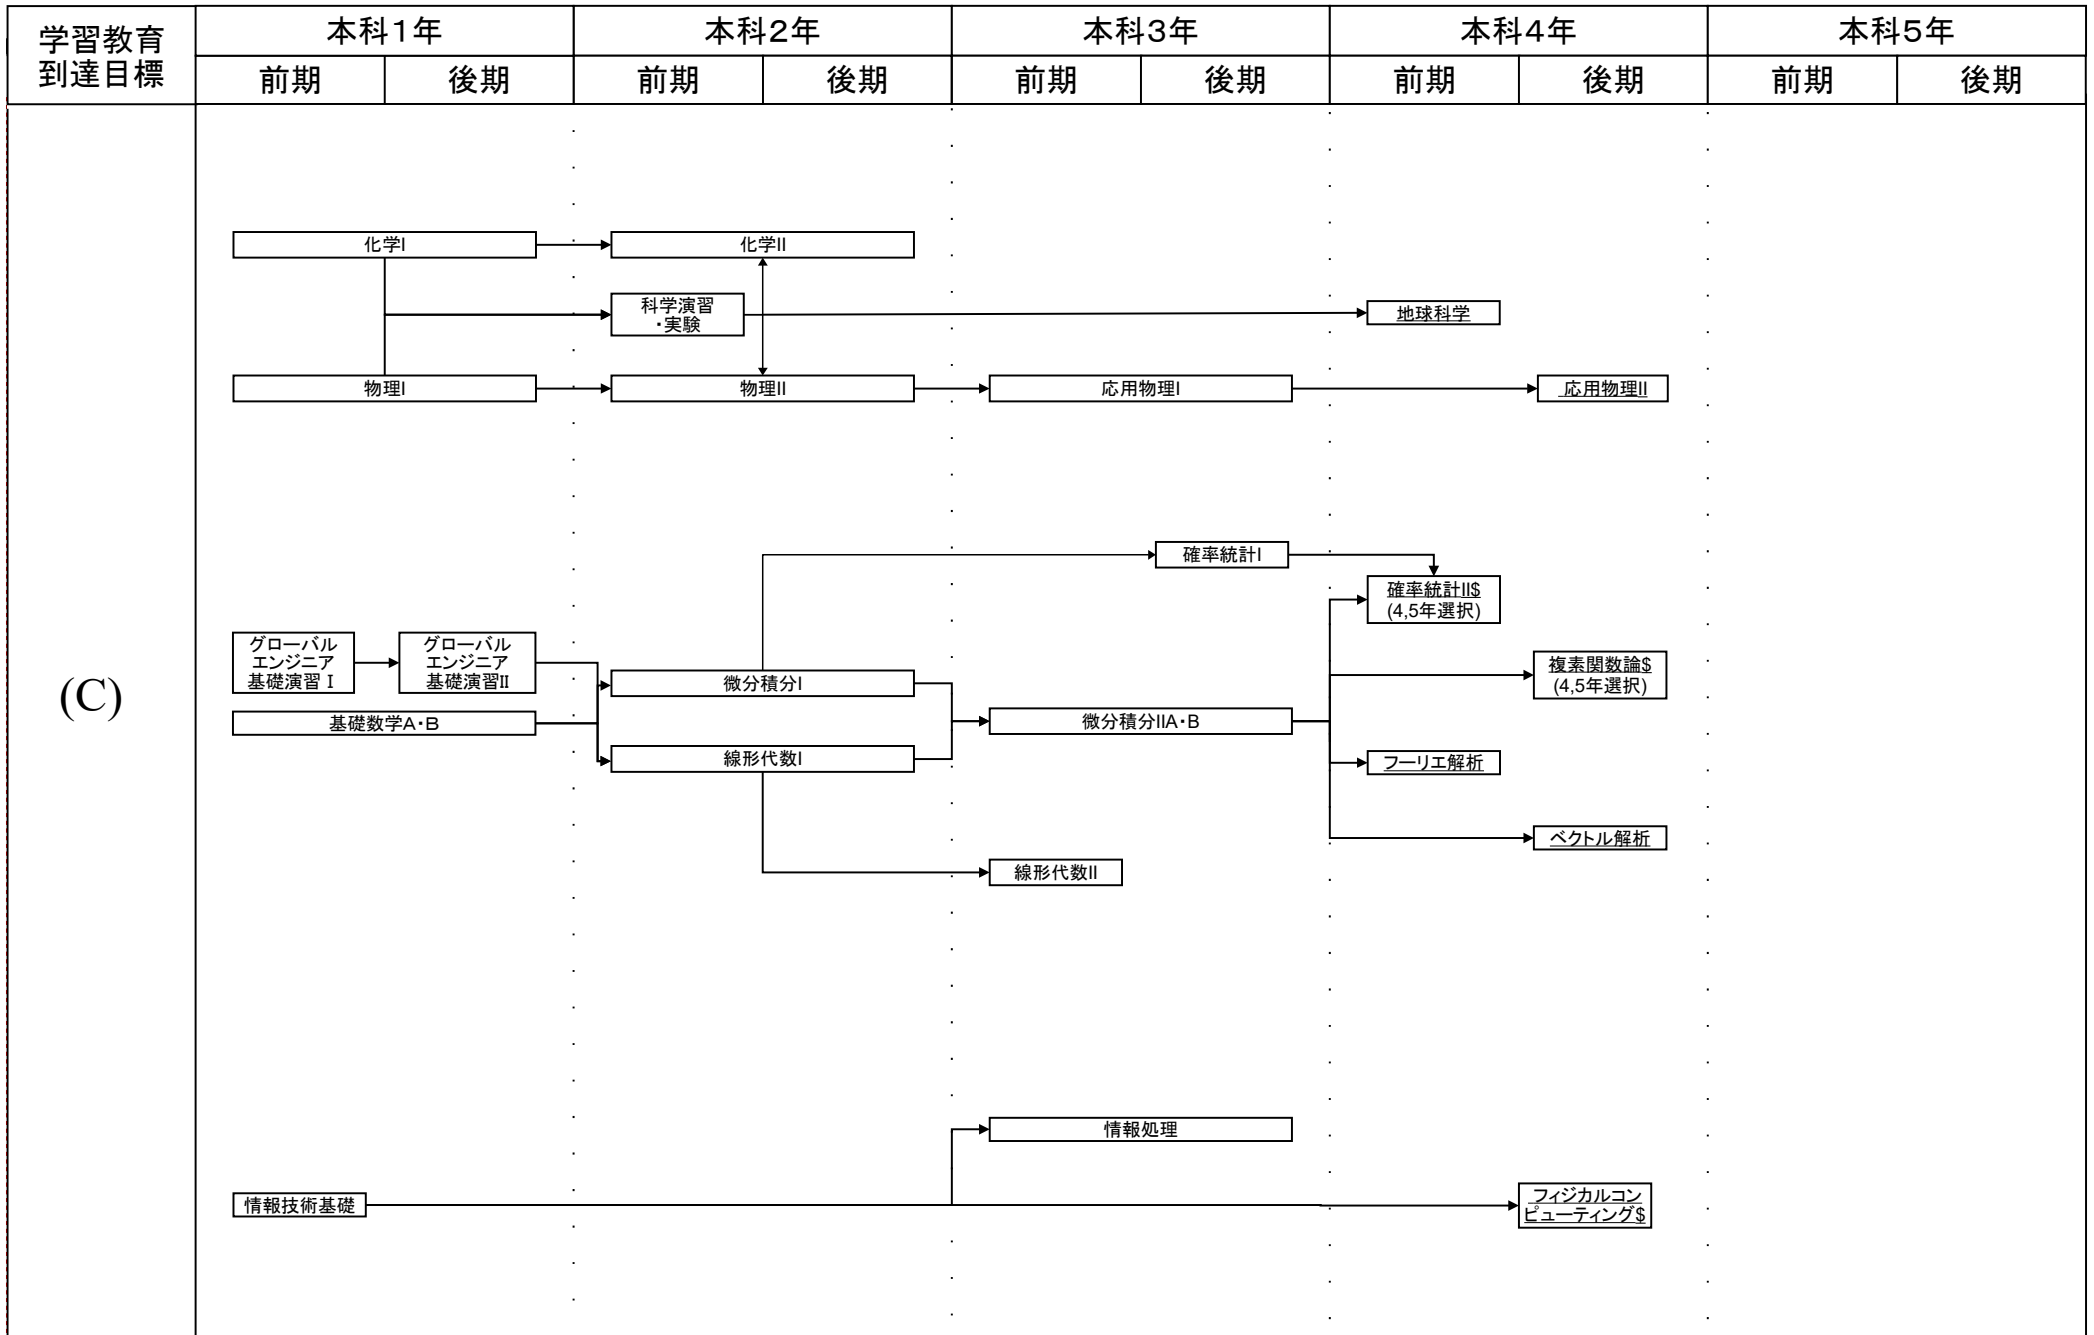 学習教育
到達目標
本科1年
本科2年
本科3年
本科4年
本科5年
前期
後期
前期
後期
前期
後期
前期
後期
前期
後期
(C)
化学I
化学II
科学演習
・実験
地球科学
物理I
物理II
応用物理I
応用物理II
確率統計I
確率統計II$
(4,5年選択)
グローバル
エンジニア
基礎演習 I
グローバル
エンジニア
基礎演習II
微分積分I
複素関数論$
(4,5年選択)
基礎数学A・B
微分積分IIA・B
線形代数I
フーリエ解析
ベクトル解析
線形代数II
情報処理
情報技術基礎
フィジカルコン
ピューティング$